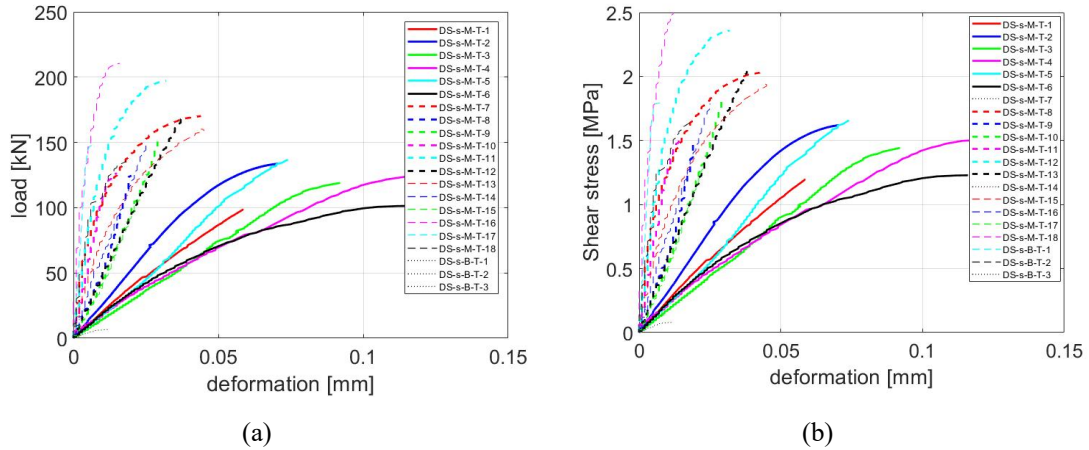 250
200
150
100
50
0
load [kN]
0
0.05
0.1
0.15
deformation [mm]
DS-s-M-T-1
DS-s-M-T-2
DS-s-M-T-3
DS-s-M-T-4
DS-s-M-T-5
DS-s-M-T-6
DS-s-M-T-7
DS-s-M-T-8
DS-s-M-T-9
DS-s-M-T-10
DS-s-M-T-11
DS-s-M-T-12
DS-s-M-T-13
DS-s-M-T-14
DS-s-M-T-15
DS-s-M-T-16
DS-s-M-T-17
DS-s-M-T-18
DS-s-B-T-1
DS-s-B-T-2
DS-s-B-T-3
(a)
2.5
2
1.5
1
0.5
0
Shear stress [MPa]
0
0.05
0.1
0.15
deformation [mm]
DS-s-M-T-1
DS-s-M-T-2
DS-s-M-T-3
DS-s-M-T-4
DS-s-M-T-5
DS-s-M-T-6
DS-s-M-T-7
DS-s-M-T-8
DS-s-M-T-9
DS-s-M-T-10
DS-s-M-T-11
DS-s-M-T-12
DS-s-M-T-13
DS-s-M-T-14
DS-s-M-T-15
DS-s-M-T-16
DS-s-M-T-17
DS-s-M-T-18
DS-s-B-T-1
DS-s-B-T-2
DS-s-B-T-3
(b)